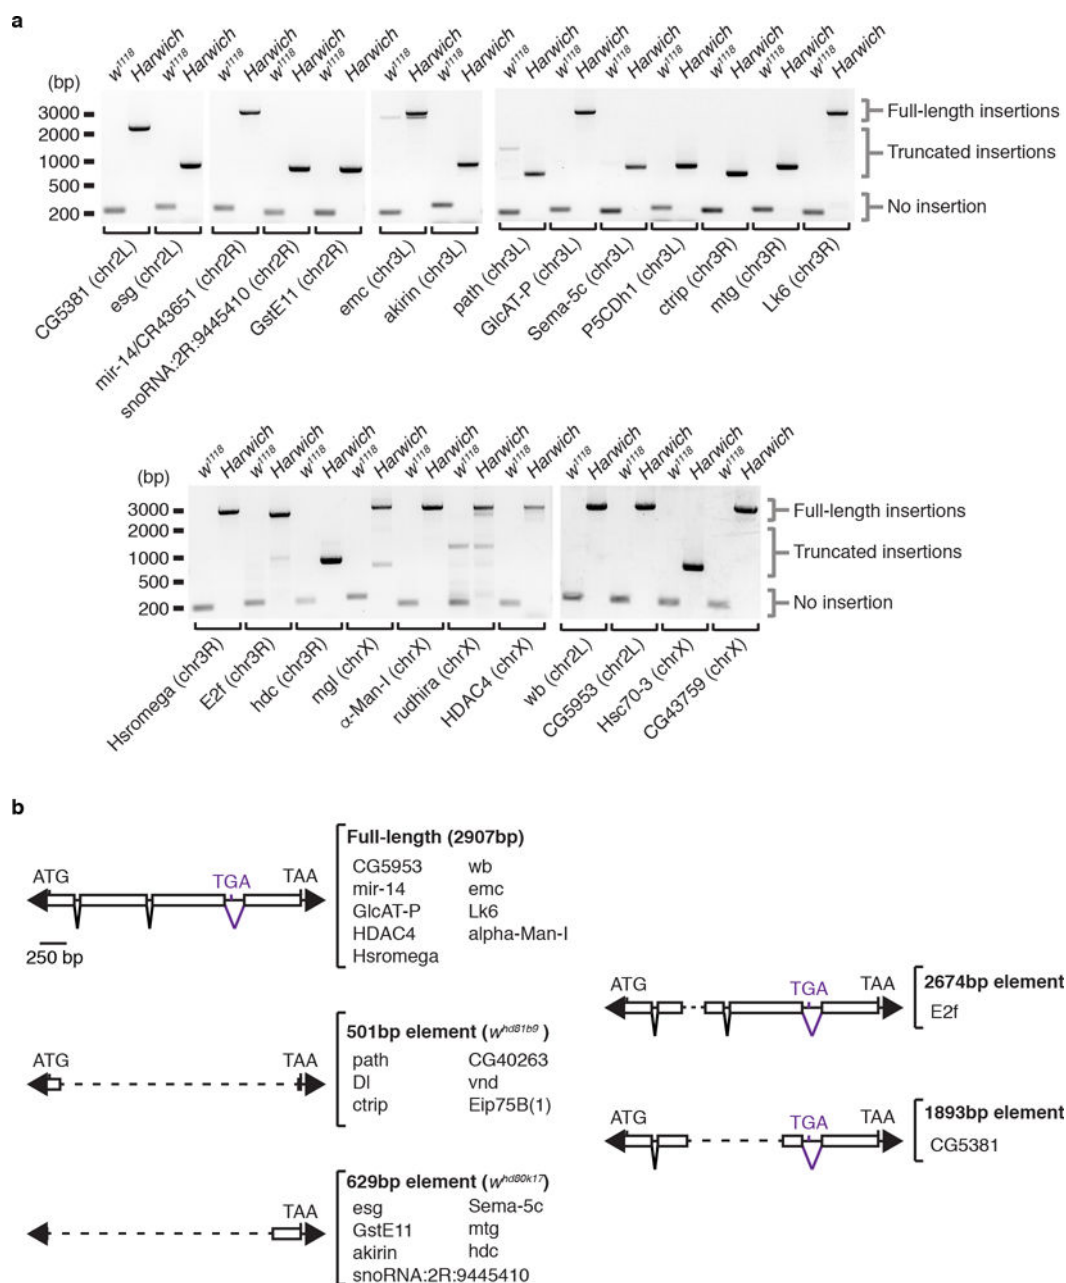 a
w1118 Harwich w1118 Harwich w1118 Harwich w1118 Harwich w1118 Harwich w1118 Harwich w1118 Harwich w1118 Harwich w1118 Harwich w1118 Harwich w1118 Harwich w1118 Harwich w1118 Harwich w1118 Harwich
(bp)
3000
2000
1000
500
200
Full-length insertions
Truncated insertions
No insertion
CG5381 (chr2L)
esg (chr2L)
mir-14/CR43651 (chr2R)
snoRNA:2R:9445410 (chr2R)
GstE11 (chr2R)
emc (chr3L)
akirin (chr3L)
path (chr3L)
GlcAT-P (chr3L)
Sema-5c (chr3L)
P5CDh1 (chr3L)
ctrip (chr3R)
mtg (chr3R)
Lk6 (chr3R)
w1118 Harwich w1118 Harwich w1118 Harwich w1118 Harwich w1118 Harwich w1118 Harwich w1118 Harwich w1118 Harwich w1118 Harwich w1118 Harwich w1118 Harwich
(bp)
3000
2000
1000
500
200
Full-length insertions
Truncated insertions
No insertion
Hsromega (chr3R)
E2f (chr3R)
hdc (chr3R)
mgl (chrX)
α-Man-I (chrX)
rudhira (chrX)
HDAC4 (chrX)
wb (chr2L)
CG5953 (chr2L)
Hsc70-3 (chrX)
CG43759 (chrX)
b
ATG TGA TAA
250 bp
Full-length (2907bp)
CG5953 wb
mir-14 emc
GlcAT-P Lk6
HDAC4 alpha-Man-I
Hsromega
ATG TAA
501bp element (whd81b9)
path CG40263
Dl vnd
ctrip Eip75B(1)
TAA
629bp element (whd80k17)
esg Sema-5c
GstE11 mtg
akirin hdc
snoRNA:2R:9445410
ATG TGA TAA
2674bp element
E2f
ATG TGA TAA
1893bp element
CG5381